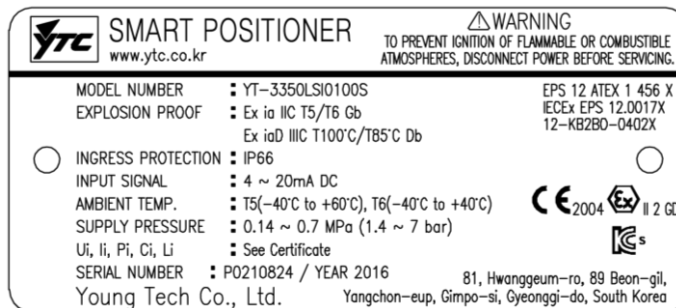 YTC SMART POSITIONER
www.ytc.co.kr
⚠WARNING
TO PREVENT IGNITION OF FLAMMABLE OR COMBUSTIBLE
ATMOSPHERES, DISCONNECT POWER BEFORE SERVICING.
MODEL NUMBER : YT-3350LSI0100S
EXPLOSION PROOF : Ex ia IIC T5/T6 Gb
Ex iaD IIIC T100°C/T85°C Db
INGRESS PROTECTION : IP66
INPUT SIGNAL : 4 ~ 20mA DC
AMBIENT TEMP. : T5(-40°C to +60°C), T6(-40°C to +40°C)
SUPPLY PRESSURE : 0.14 ~ 0.7 MPa (1.4 ~ 7 bar)
Ui, Ii, Pi, Ci, Li : See Certificate
SERIAL NUMBER : P0210824 / YEAR 2016
Young Tech Co., Ltd.
EPS 12 ATEX 1 456 X
IECEx EPS 12.0017X
12-KB2BO-0402X
CE 2004 Ex II 2 GD
KCs
81, Hwanggeum-ro, 89 Beon-gil,
Yangchon-eup, Gimpo-si, Gyeonggi-do, South Korea